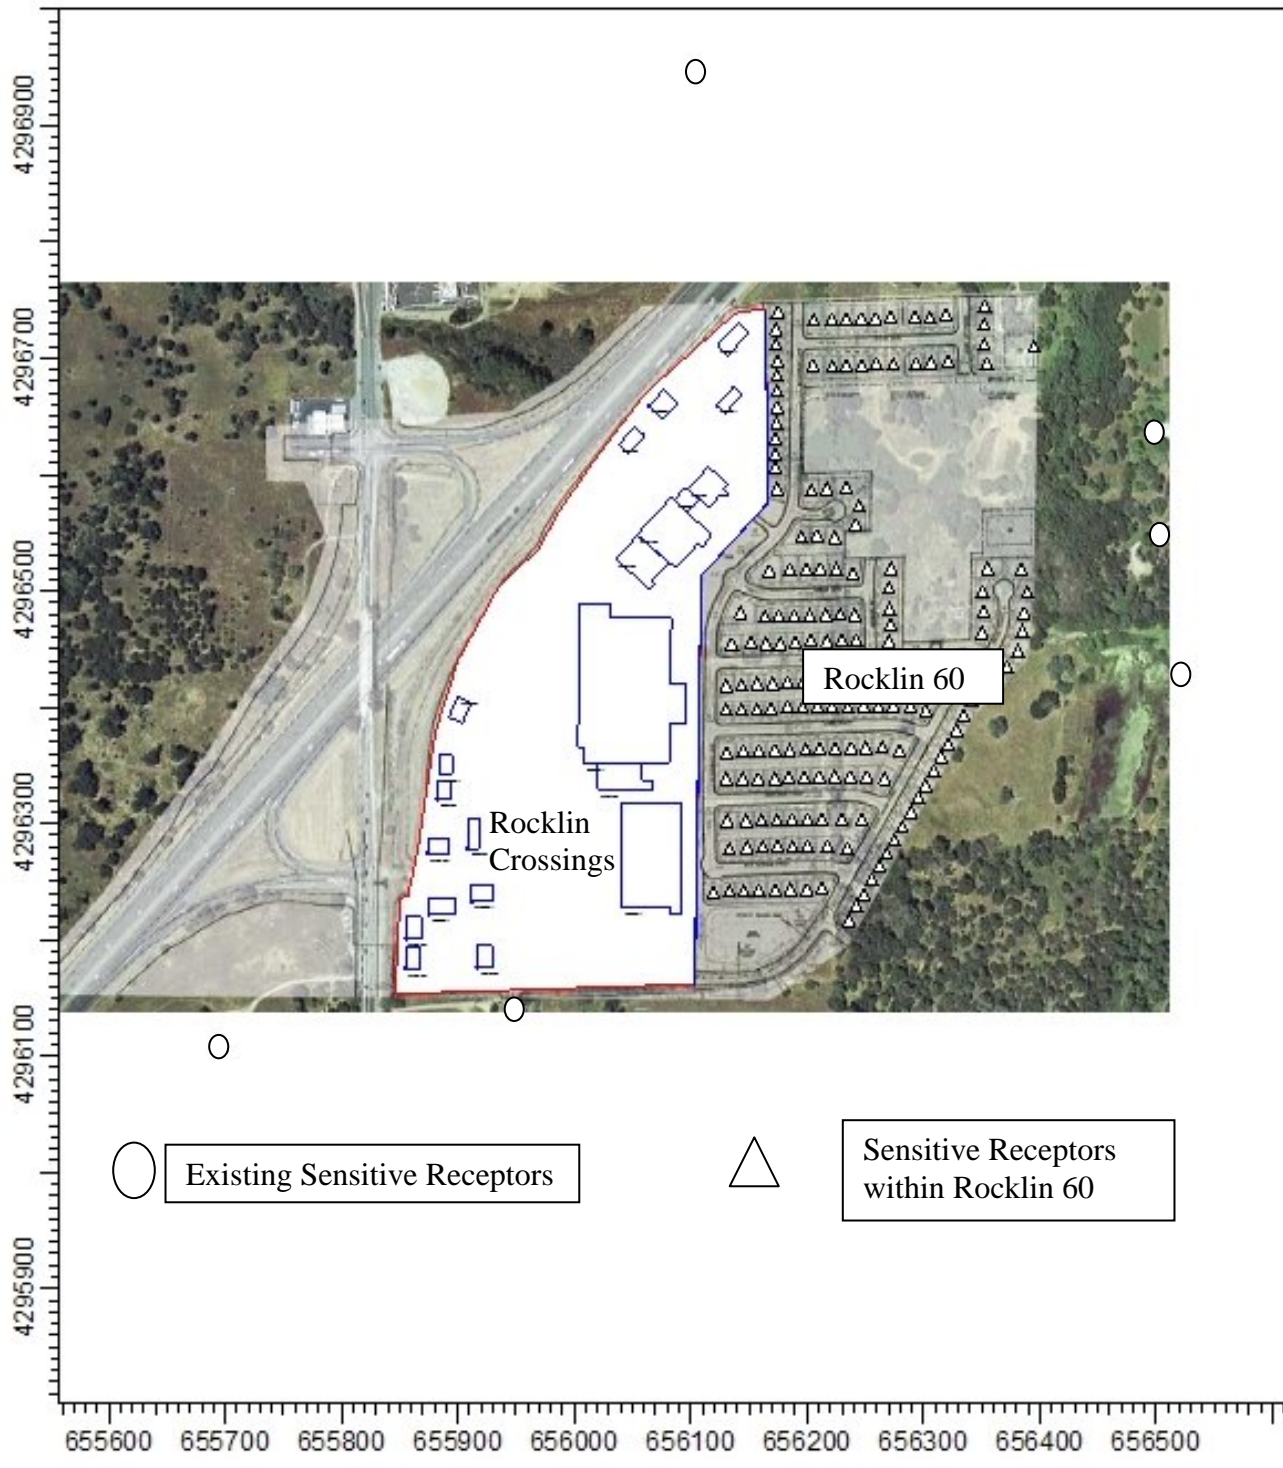 4296900
4296700
4296500
4296300
4296100
4295900
Rocklin 60
Rocklin
Crossings
Existing Sensitive Receptors
Sensitive Receptors
within Rocklin 60
655600 655700 655800 655900 656000 656100 656200 656300 656400 656500